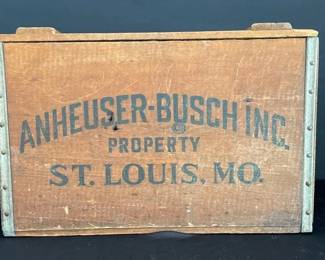 ANHEUSER-BUSCH INC.
PROPERTY
ST. LOUIS, MO.